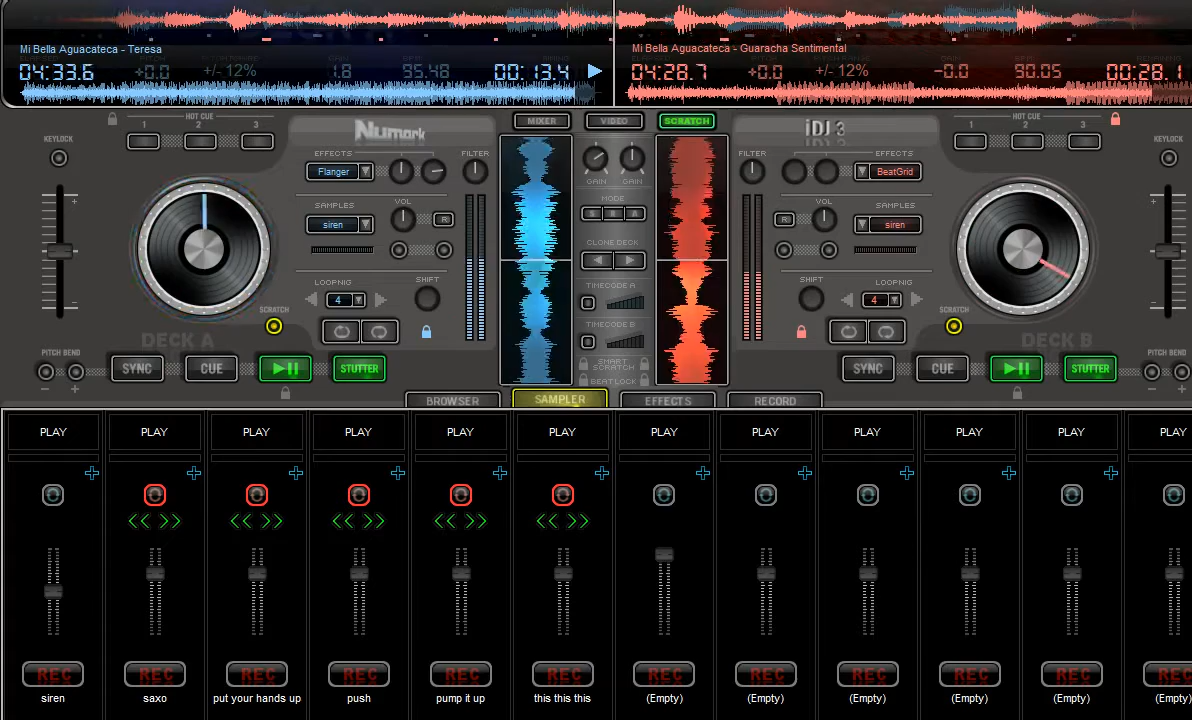 Mi Bella Aguacateca - Teresa
04:33.6 +0.0 +/- 12% 1.8 35.48 00:13.4
Mi Bella Aguacateca - Guaracha Sentimental
04:28.7 +0.0 +/- 12% -0.0 90.05 00:28.1
HOT CUE
1 2 3
KEYLOCK
Numark
MIXER VIDEO SCRATCH
iDJ 3
HOT CUE
1 2 3
KEYLOCK
EFFECTS
Flanger
FILTER
SAMPLES
siren
VOL
R
LOOPNIG
4
SHIFT
SCRATCH
DECK A
PITCH BEND
SYNC CUE STUTTER
GAIN GAIN
MODE
S R A
CLONE DECK
TIMECODE A
TIMECODE B
SMART SCRATCH
BEATLOCK
FILTER
EFFECTS
BeatGrid
VOL
SAMPLES
R
siren
SHIFT
LOOPNIG
4
SCRATCH
DECK B
PITCH BEND
SYNC CUE STUTTER
BROWSER SAMPLER EFFECTS RECORD
PLAY PLAY PLAY PLAY PLAY PLAY PLAY PLAY PLAY PLAY PLAY PLAY
REC REC REC REC REC REC REC REC REC REC REC REC
siren saxo put your hands up push pump it up this this this (Empty) (Empty) (Empty) (Empty) (Empty) (Empty)